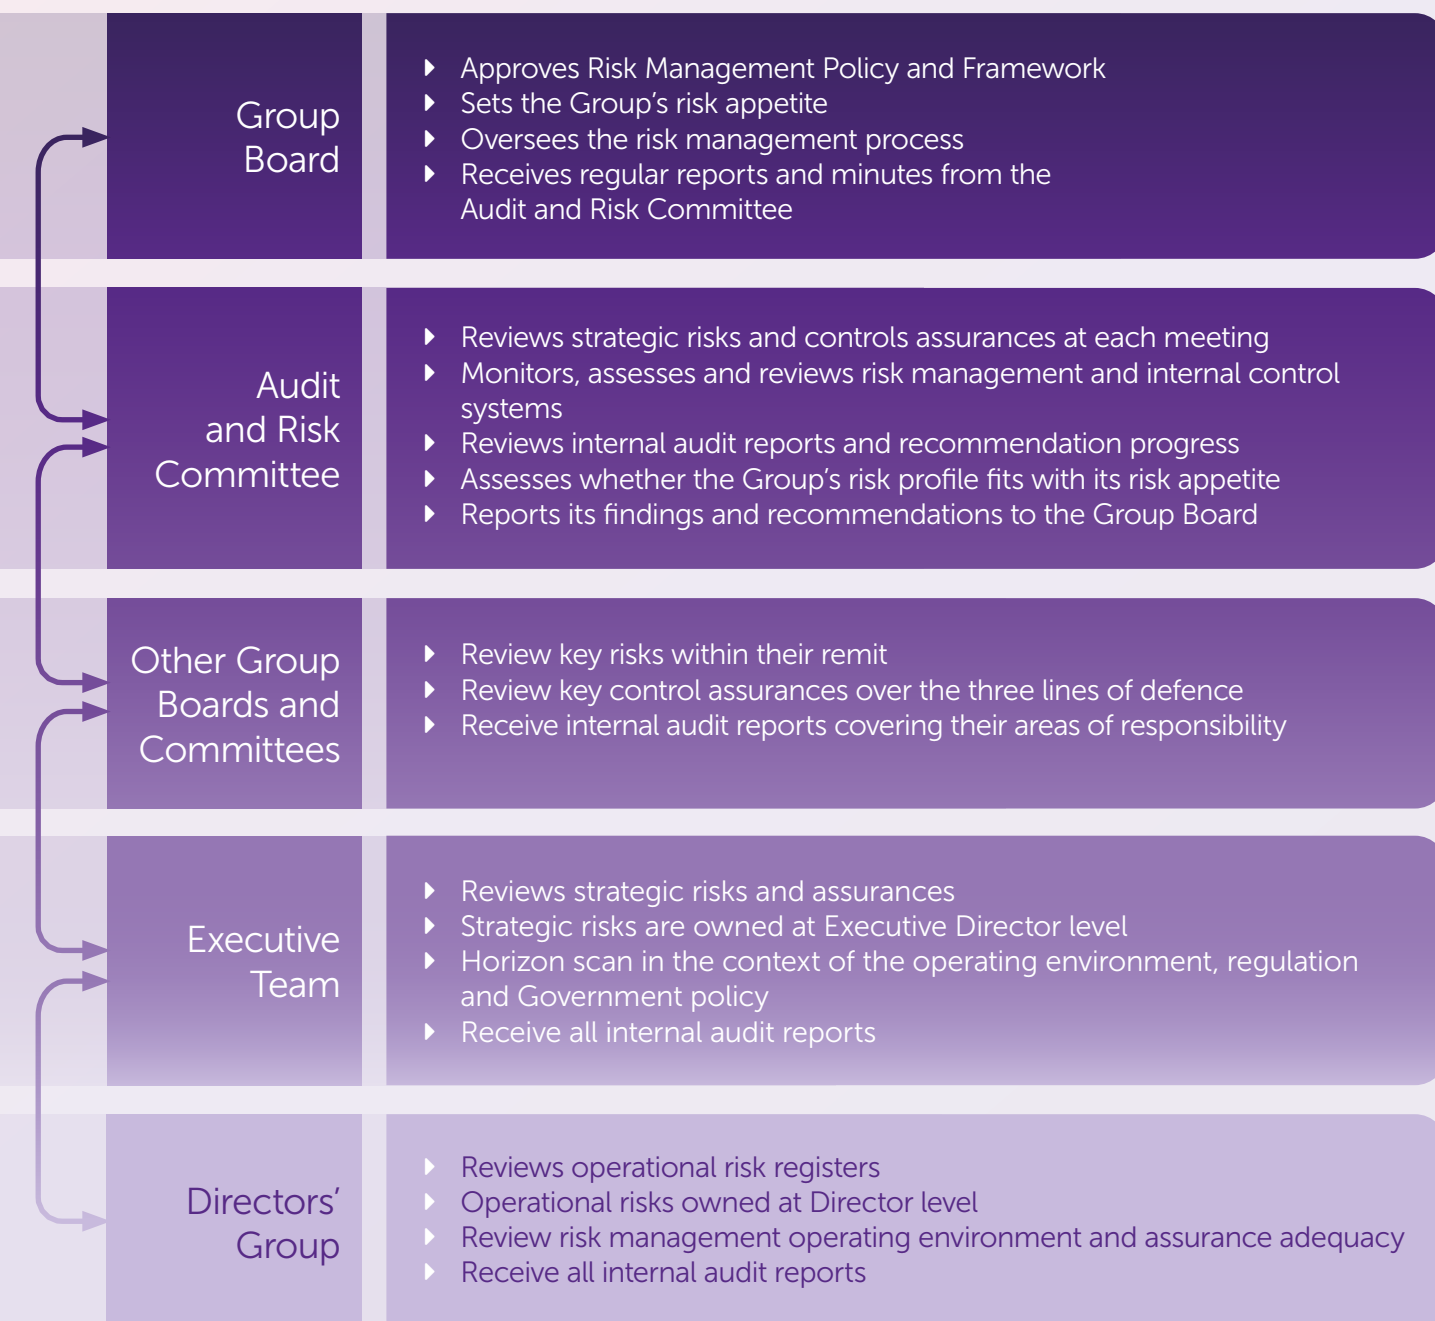 Group
Board
Approves Risk Management Policy and Framework
Sets the Group’s risk appetite
Oversees the risk management process
Receives regular reports and minutes from the
Audit and Risk Committee
Audit
and Risk
Committee
Reviews strategic risks and controls assurances at each meeting
Monitors, assesses and reviews risk management and internal control
systems
Reviews internal audit reports and recommendation progress
Assesses whether the Group’s risk profile fits with its risk appetite
Reports its findings and recommendations to the Group Board
Other Group
Boards and
Committees
Review key risks within their remit
Review key control assurances over the three lines of defence
Receive internal audit reports covering their areas of responsibility
Executive
Team
Reviews strategic risks and assurances
Strategic risks are owned at Executive Director level
Horizon scan in the context of the operating environment, regulation
and Government policy
Receive all internal audit reports
Directors’
Group
Reviews operational risk registers
Operational risks owned at Director level
Review risk management operating environment and assurance adequacy
Receive all internal audit reports